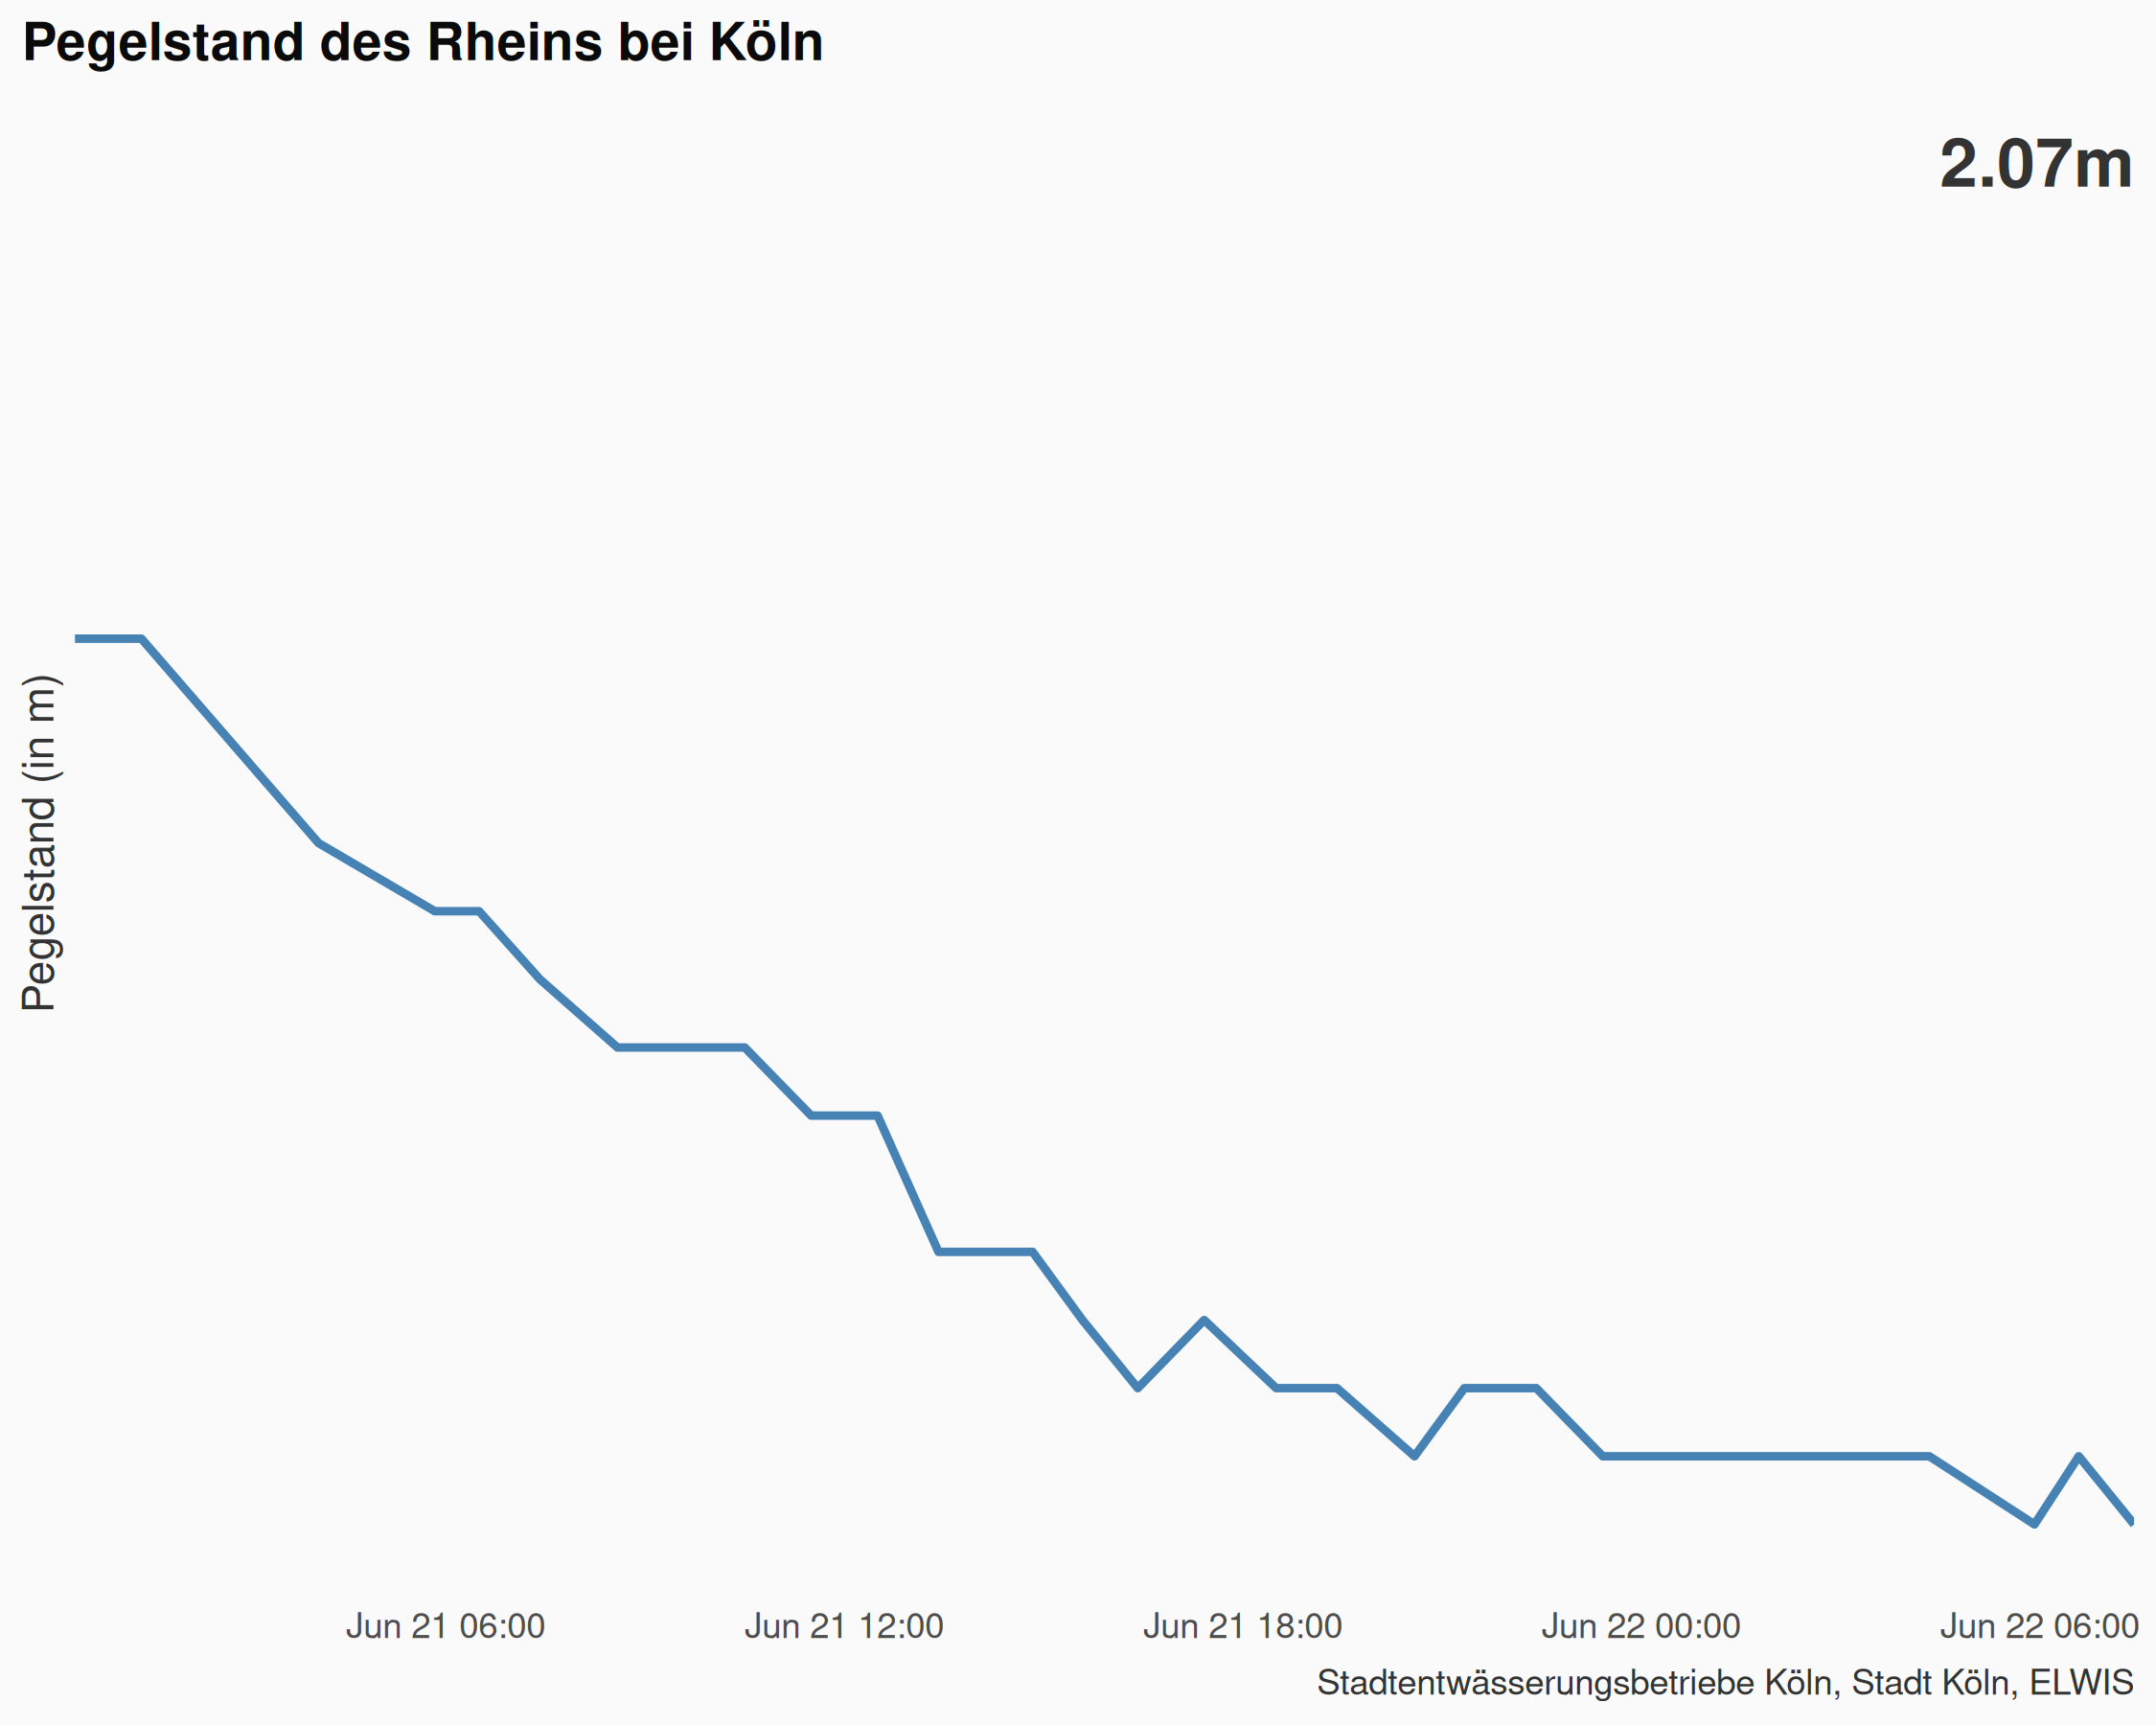 Pegelstand des Rheins bei Köln
2.07m
Pegelstand (in m)
Jun 21 06:00 Jun 21 12:00 Jun 21 18:00 Jun 22 00:00 Jun 22 06:00
Stadtentwässerungsbetriebe Köln, Stadt Köln, ELWIS